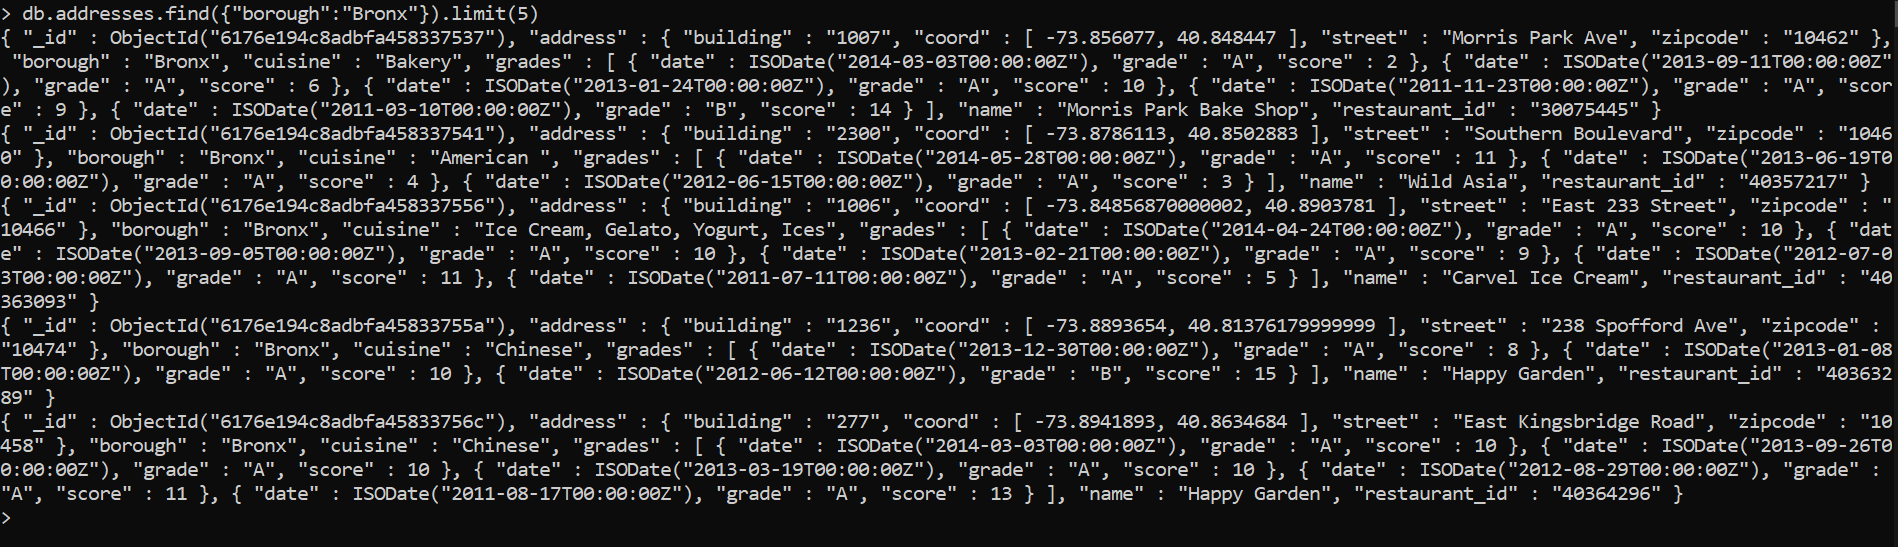 > db.addresses.find({"borough":"Bronx"}).limit(5)
{ "_id" : ObjectId("6176e194c8adbfa458337537"), "address" : { "building" : "1007", "coord" : [ -73.856077, 40.848447 ], "street" : "Morris Park Ave", "zipcode" : "10462" },
 "borough" : "Bronx", "cuisine" : "Bakery", "grades" : [ { "date" : ISODate("2014-03-03T00:00:00Z"), "grade" : "A", "score" : 2 }, { "date" : ISODate("2013-09-11T00:00:00Z"
), "grade" : "A", "score" : 6 }, { "date" : ISODate("2013-01-24T00:00:00Z"), "grade" : "A", "score" : 10 }, { "date" : ISODate("2011-11-23T00:00:00Z"), "grade" : "A", "scor
e" : 9 }, { "date" : ISODate("2011-03-10T00:00:00Z"), "grade" : "B", "score" : 14 } ], "name" : "Morris Park Bake Shop", "restaurant_id" : "30075445" }
{ "_id" : ObjectId("6176e194c8adbfa458337541"), "address" : { "building" : "2300", "coord" : [ -73.8786113, 40.8502883 ], "street" : "Southern Boulevard", "zipcode" : "1046
0" }, "borough" : "Bronx", "cuisine" : "American ", "grades" : [ { "date" : ISODate("2014-05-28T00:00:00Z"), "grade" : "A", "score" : 11 }, { "date" : ISODate("2013-06-19T0
0:00:00Z"), "grade" : "A", "score" : 4 }, { "date" : ISODate("2012-06-15T00:00:00Z"), "grade" : "A", "score" : 3 } ], "name" : "Wild Asia", "restaurant_id" : "40357217" }
{ "_id" : ObjectId("6176e194c8adbfa458337556"), "address" : { "building" : "1006", "coord" : [ -73.84856870000002, 40.8903781 ], "street" : "East 233 Street", "zipcode" : "
10466" }, "borough" : "Bronx", "cuisine" : "Ice Cream, Gelato, Yogurt, Ices", "grades" : [ { "date" : ISODate("2014-04-24T00:00:00Z"), "grade" : "A", "score" : 10 }, { "dat
e" : ISODate("2013-09-05T00:00:00Z"), "grade" : "A", "score" : 10 }, { "date" : ISODate("2013-02-21T00:00:00Z"), "grade" : "A", "score" : 9 }, { "date" : ISODate("2012-07-0
3T00:00:00Z"), "grade" : "A", "score" : 11 }, { "date" : ISODate("2011-07-11T00:00:00Z"), "grade" : "A", "score" : 5 } ], "name" : "Carvel Ice Cream", "restaurant_id" : "40
363093" }
{ "_id" : ObjectId("6176e194c8adbfa45833755a"), "address" : { "building" : "1236", "coord" : [ -73.8893654, 40.81376179999999 ], "street" : "238 Spofford Ave", "zipcode" :
"10474" }, "borough" : "Bronx", "cuisine" : "Chinese", "grades" : [ { "date" : ISODate("2013-12-30T00:00:00Z"), "grade" : "A", "score" : 8 }, { "date" : ISODate("2013-01-08
T00:00:00Z"), "grade" : "A", "score" : 10 }, { "date" : ISODate("2012-06-12T00:00:00Z"), "grade" : "B", "score" : 15 } ], "name" : "Happy Garden", "restaurant_id" : "403632
89" }
{ "_id" : ObjectId("6176e194c8adbfa45833756c"), "address" : { "building" : "277", "coord" : [ -73.8941893, 40.8634684 ], "street" : "East Kingsbridge Road", "zipcode" : "10
458" }, "borough" : "Bronx", "cuisine" : "Chinese", "grades" : [ { "date" : ISODate("2014-03-03T00:00:00Z"), "grade" : "A", "score" : 10 }, { "date" : ISODate("2013-09-26T0
0:00:00Z"), "grade" : "A", "score" : 10 }, { "date" : ISODate("2013-03-19T00:00:00Z"), "grade" : "A", "score" : 10 }, { "date" : ISODate("2012-08-29T00:00:00Z"), "grade" :
"A", "score" : 11 }, { "date" : ISODate("2011-08-17T00:00:00Z"), "grade" : "A", "score" : 13 } ], "name" : "Happy Garden", "restaurant_id" : "40364296" }
>